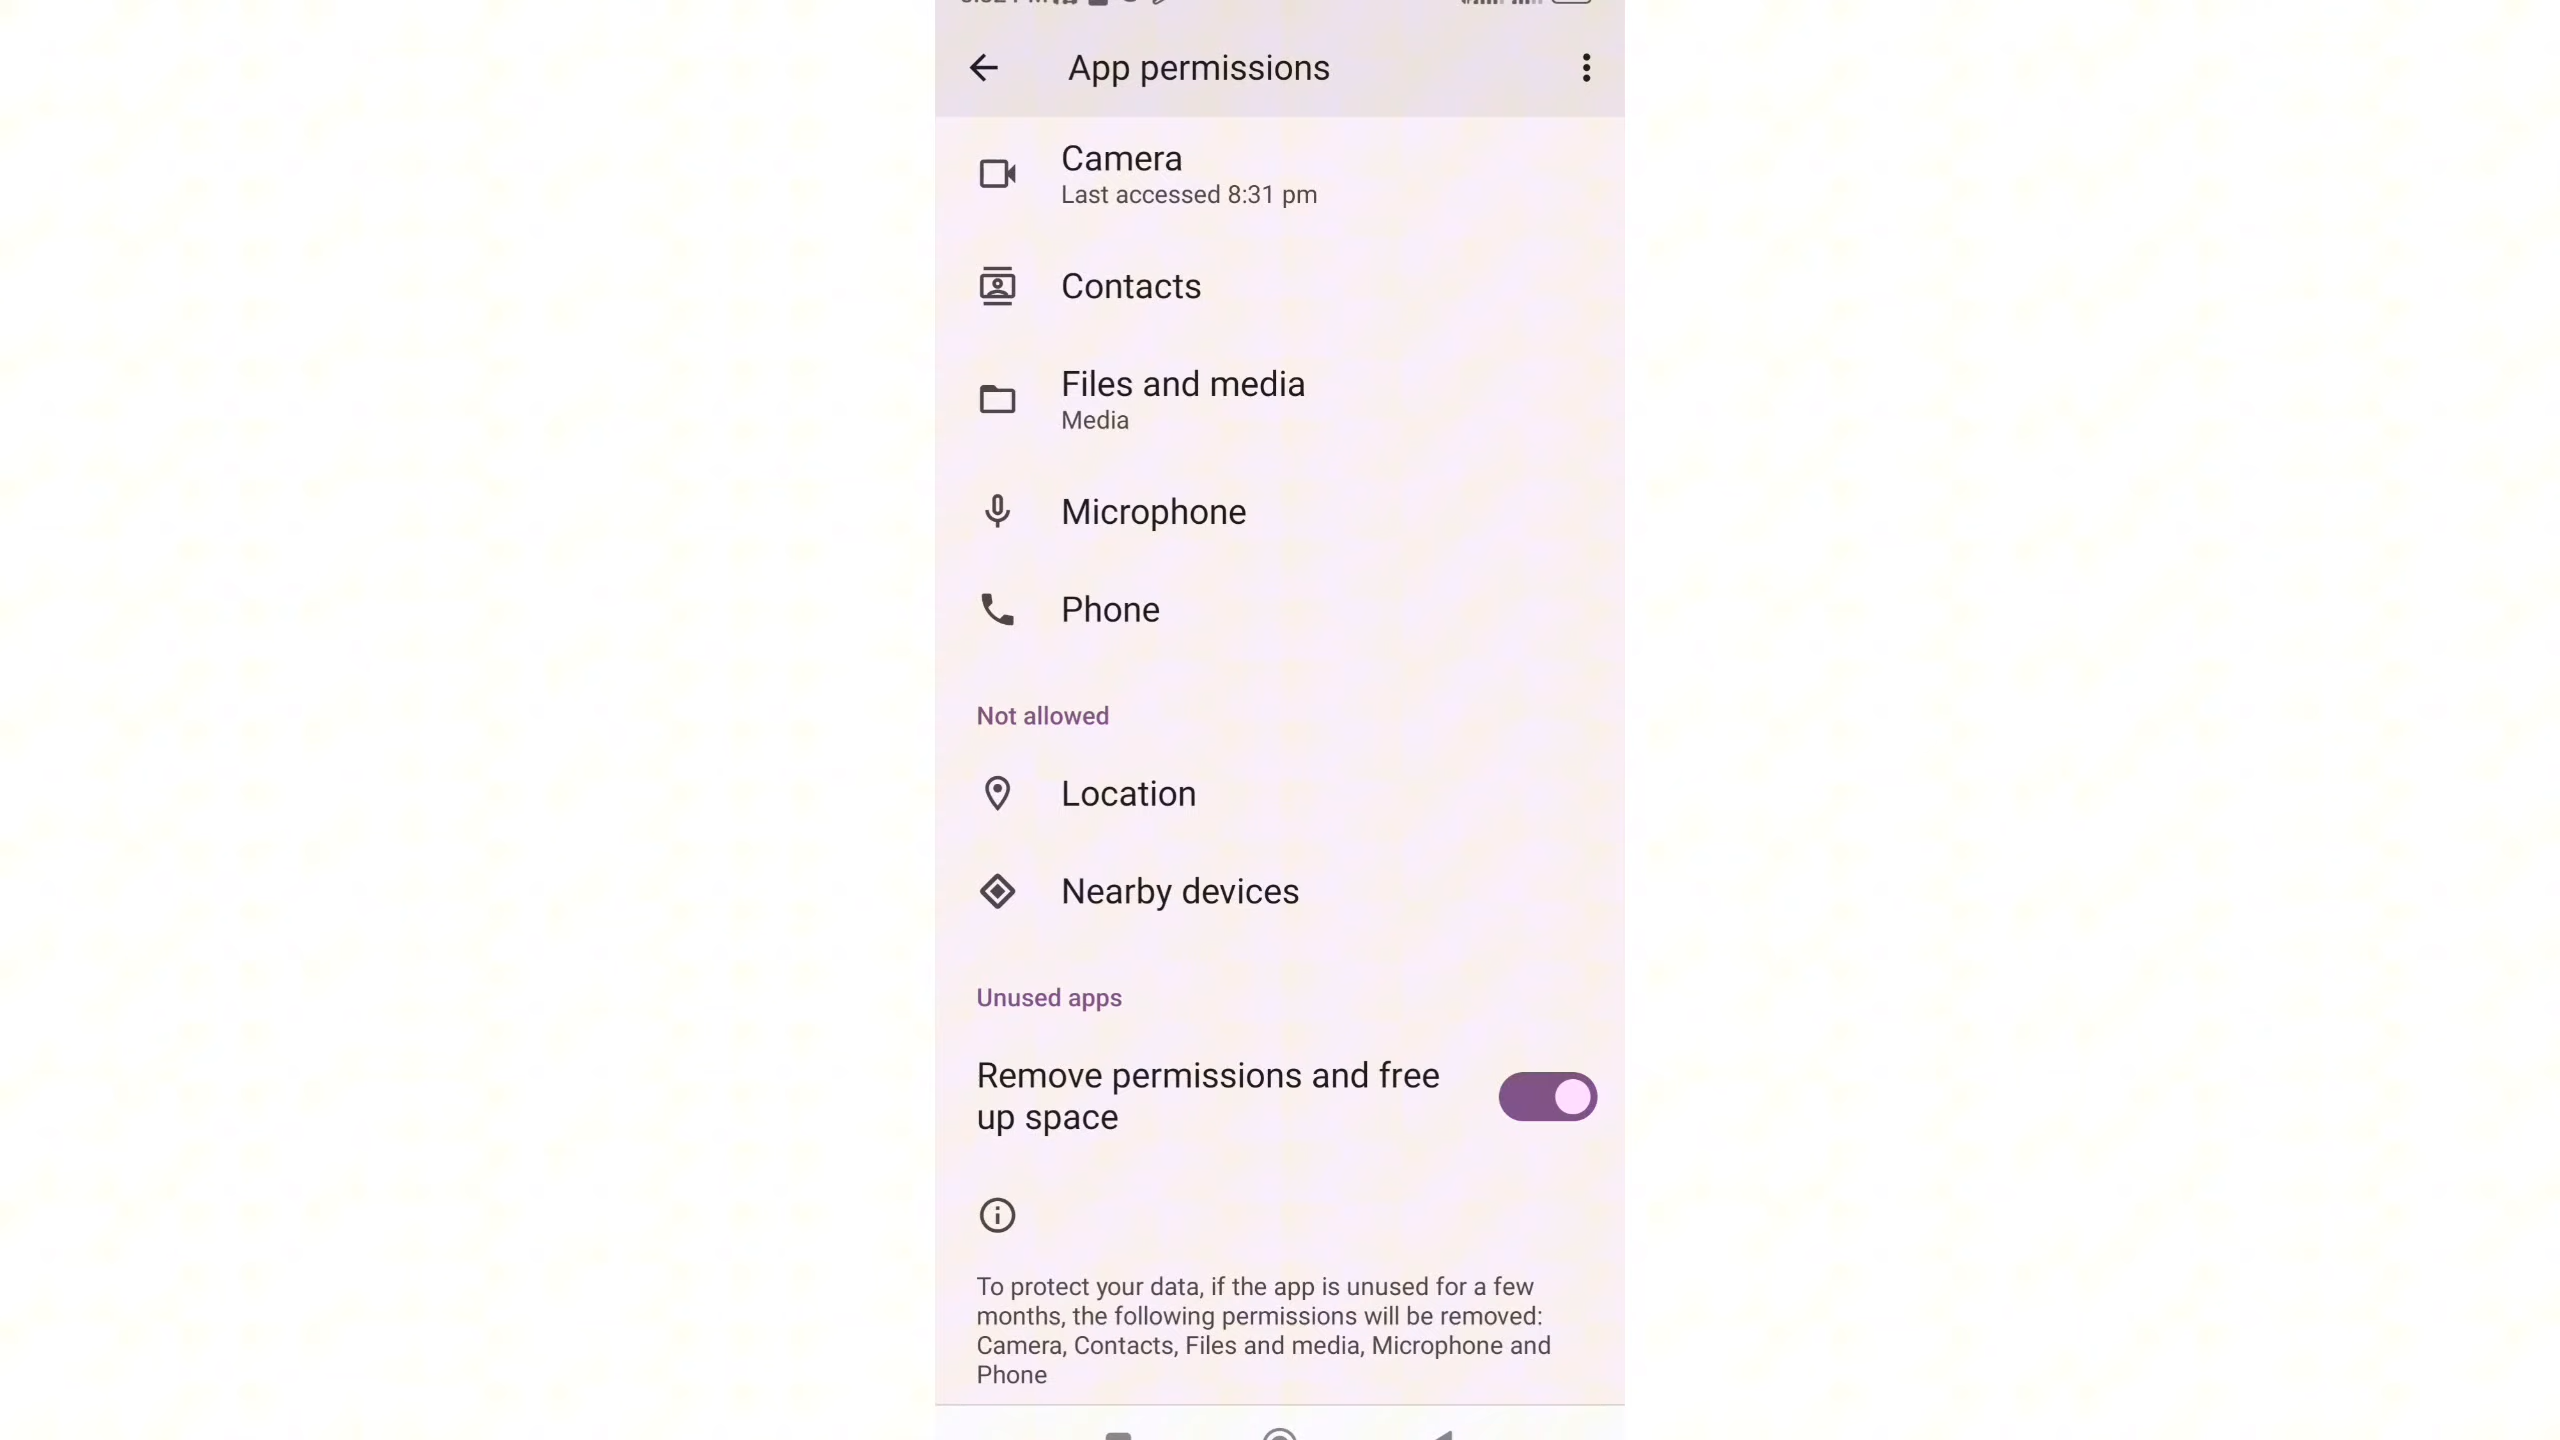 App permissions
Camera
Last accessed 8:31 pm
Contacts
Files and media
Media
Microphone
Phone
Not allowed
Location
Nearby devices
Unused apps
Remove permissions and free
up space
To protect your data, if the app is unused for a few
months, the following permissions will be removed:
Camera, Contacts, Files and media, Microphone and
Phone